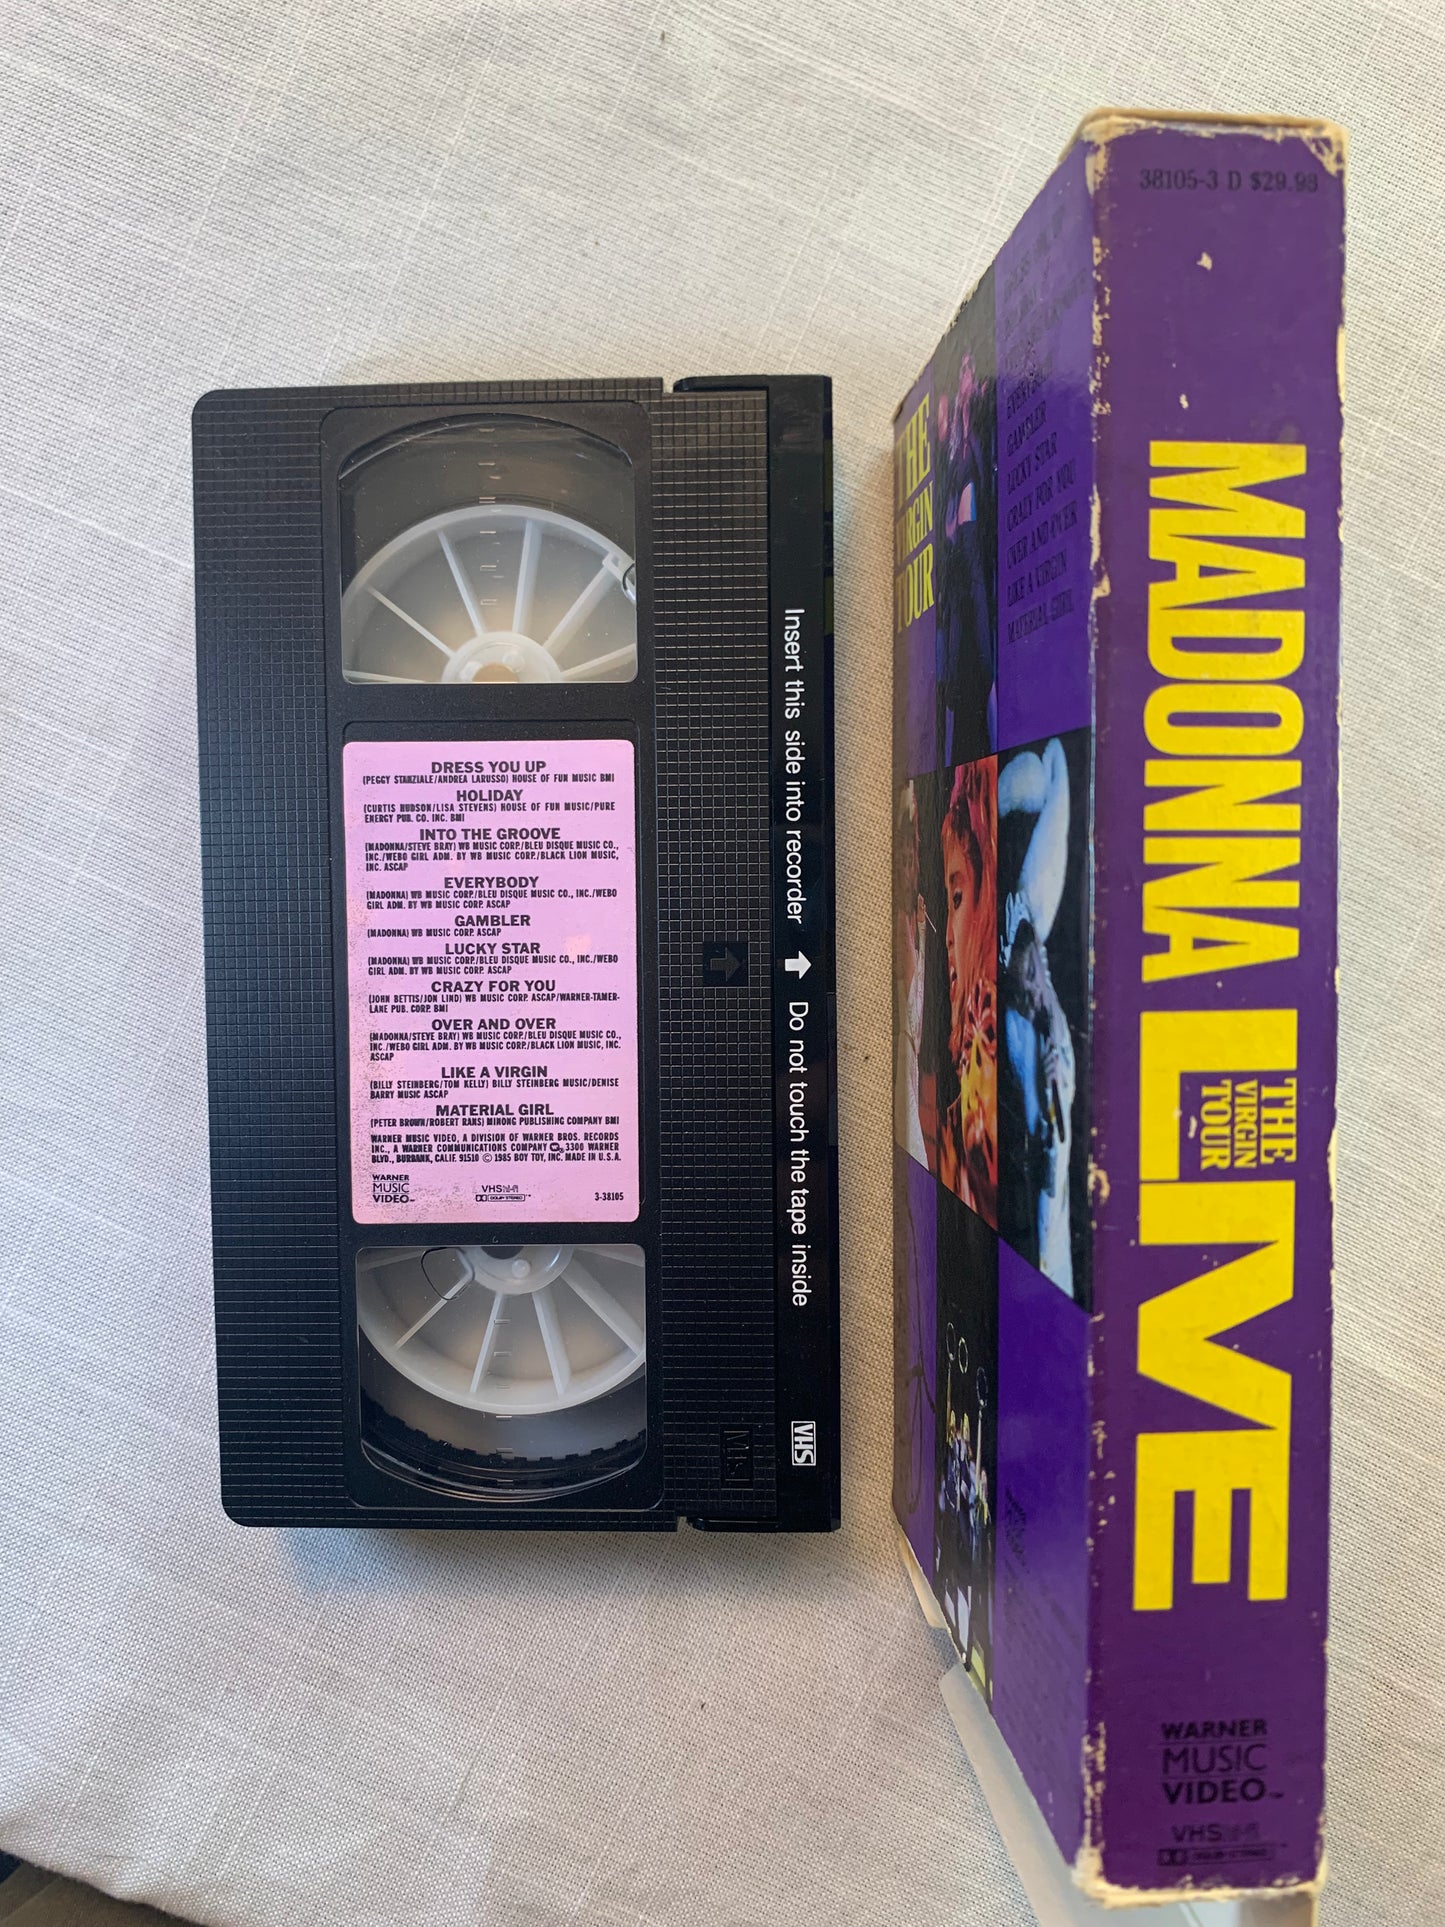 DRESS YOU UP
(PEGGY STANZIALE/ANDREA LARUSSO) HOUSE OF FUN MUSIC BMI
HOLIDAY
(CURTIS HUDSON/LISA STEVENS) HOUSE OF FUN MUSIC/PURE
ENERGY PUB. CO. INC. BMI
INTO THE GROOVE
(MADONNA/STEVE BRAY) WB MUSIC CORP./BLEU DISQUE MUSIC CO.,
INC./WEBO GIRL ADM. BY WB MUSIC CORP./BLACK LION MUSIC,
INC. ASCAP
EVERYBODY
(MADONNA) WB MUSIC CORP./BLEU DISQUE MUSIC CO., INC./WEBO
GIRL ADM. BY WB MUSIC CORP. ASCAP
GAMBLER
(MADONNA) WB MUSIC CORP. ASCAP
LUCKY STAR
(MADONNA) WB MUSIC CORP./BLEU DISQUE MUSIC CO., INC./WEBO
GIRL ADM. BY WB MUSIC CORP. ASCAP
CRAZY FOR YOU
(JOHN BETTIS/JON LIND) WB MUSIC CORP. ASCAP/WARNER-TAMER-
LANE PUB. CORP. BMI
OVER AND OVER
(MADONNA/STEVE BRAY) WB MUSIC CORP./BLEU DISQUE MUSIC CO.,
INC./WEBO GIRL ADM. BY WB MUSIC CORP./BLACK LION MUSIC, INC.
ASCAP
LIKE A VIRGIN
(BILLY STEINBERG/TOM KELLY) BILLY STEINBERG MUSIC/DENISE
BARRY MUSIC ASCAP
MATERIAL GIRL
(PETER BROWN/ROBERT RANS) MINONG PUBLISHING COMPANY BMI
WARNER MUSIC VIDEO, A DIVISION OF WARNER BROS. RECORDS
INC., A WARNER COMMUNICATIONS COMPANY 3300 WARNER
BLVD., BURBANK, CALIF. 91510 © 1985 BOY TOY, INC. MADE IN U.S.A.
WARNER
MUSIC
VIDEO™
VHS hi-fi
DOLBY STEREO™
3-38105
Insert this side into recorder ⬆ Do not touch the tape inside
VHS
THE
VIRGIN
TOUR
GAMBLER
LUCKY STAR
CRAZY FOR YOU
OVER AND OVER
LIKE A VIRGIN
MATERIAL GIRL
38105-3 D $29.98
MADONNA LIVE
THE
VIRGIN
TOUR
WARNER
MUSIC
VIDEO™
VHS hi-fi
DOLBY STEREO